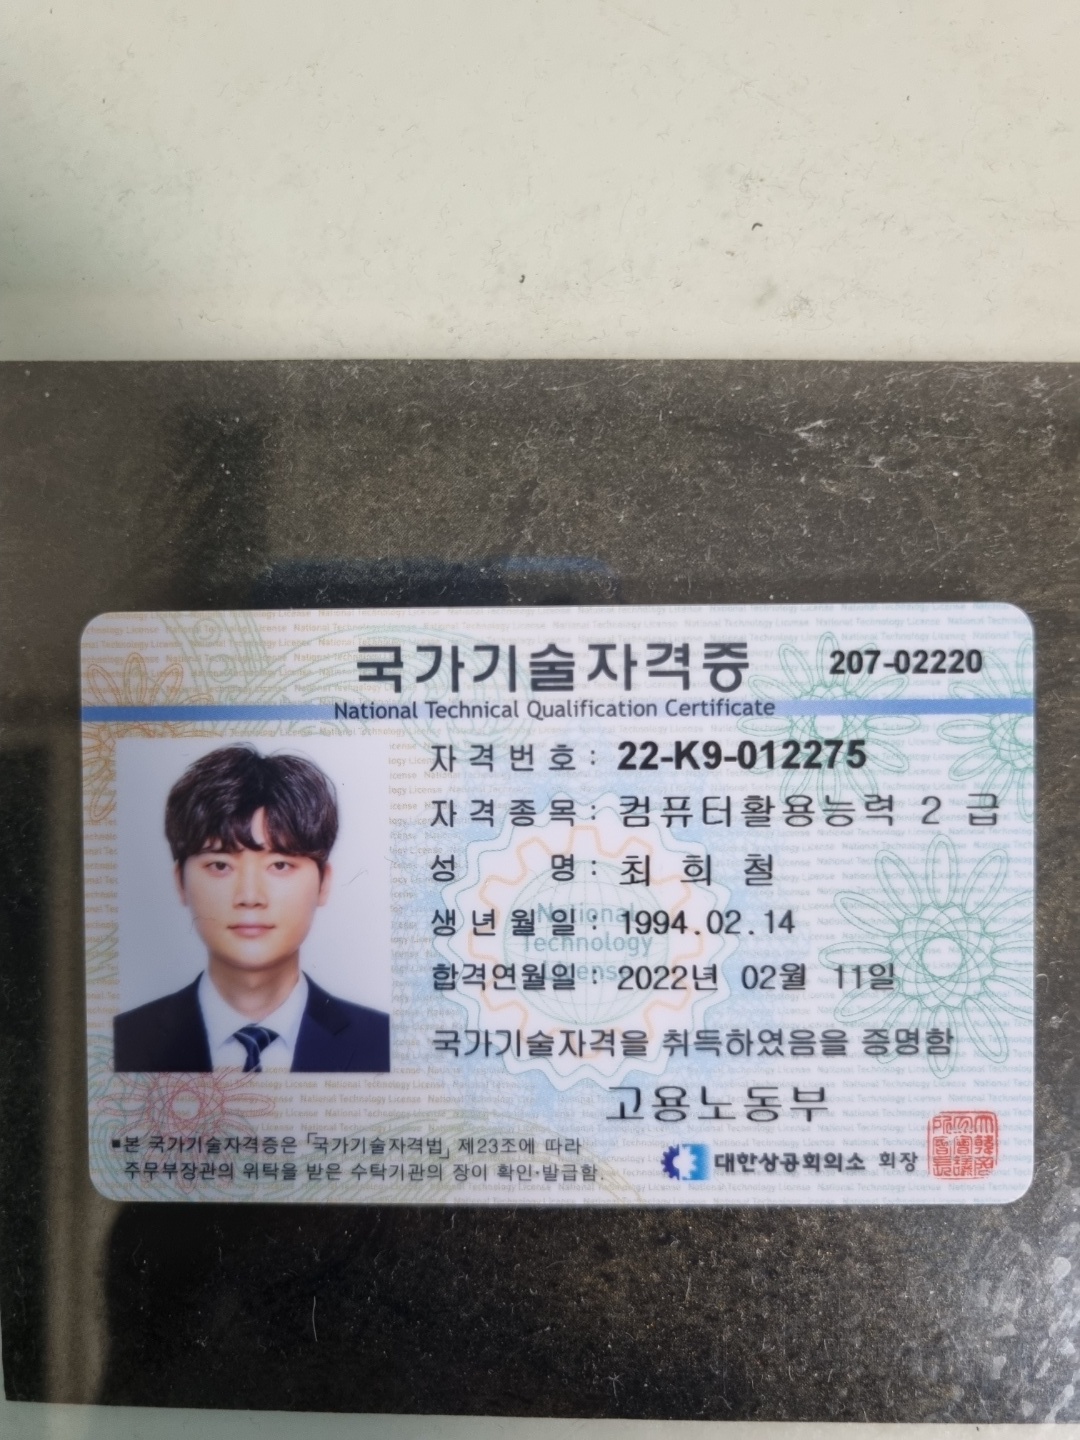 국가기술자격증
207-02220
National Technical Qualification Certificate
자격번호: 22-K9-012275
자격종목: 컴퓨터활용능력 2 급
성 명: 최 희 철
생년월일: 1994.02.14
합격연월일: 2022년 02월 11일
국가기술자격을 취득하였음을 증명함
고용노동부
■본 국가기술자격증은 「국가기술자격법」 제23조에 따라
주무부장관의 위탁을 받은 수탁기관의 장이 확인·발급함.
대한상공회의소 회장
National
Technology
License